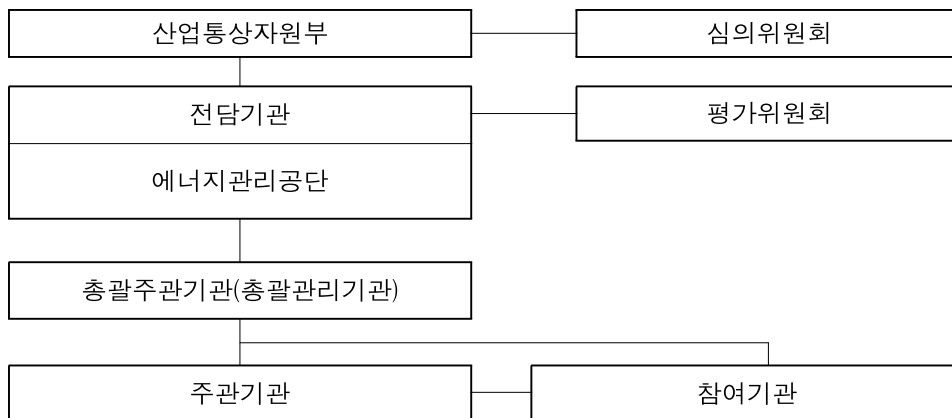 산업통상자원부
심의위원회
전담기관
평가위원회
에너지관리공단
총괄주관기관(총괄관리기관)
주관기관
참여기관